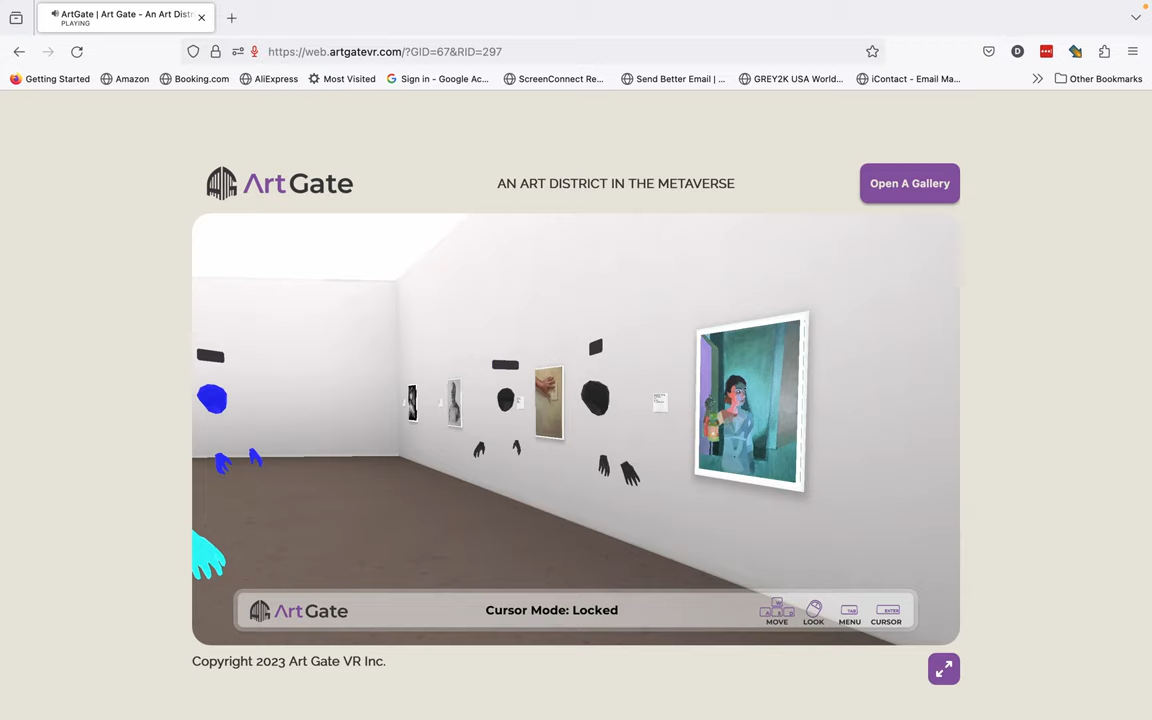 ArtGate | Art Gate - An Art Distr
PLAYING
https://web.artgatevr.com/?GID=67&RID=297
Getting Started
Amazon
Booking.com
AliExpress
Most Visited
Sign in - Google Ac...
ScreenConnect Re...
Send Better Email | ...
GREY2K USA World...
iContact - Email Ma...
Other Bookmarks
ArtGate
AN ART DISTRICT IN THE METAVERSE
Open A Gallery
ArtGate
Cursor Mode: Locked
W
A S D
TAB
ENTER
MOVE
LOOK
MENU
CURSOR
Copyright 2023 Art Gate VR Inc.